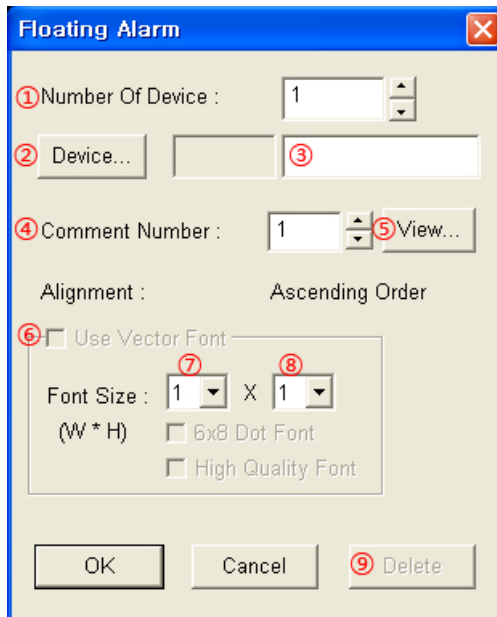 Floating Alarm
①Number Of Device : 1
② Device... ③
④Comment Number : 1 ⑤View...
Alignment : Ascending Order
⑥ Use Vector Font
⑦ ⑧
Font Size : 1 X 1
(W * H) 6x8 Dot Font
High Quality Font
OK Cancel ⑨ Delete